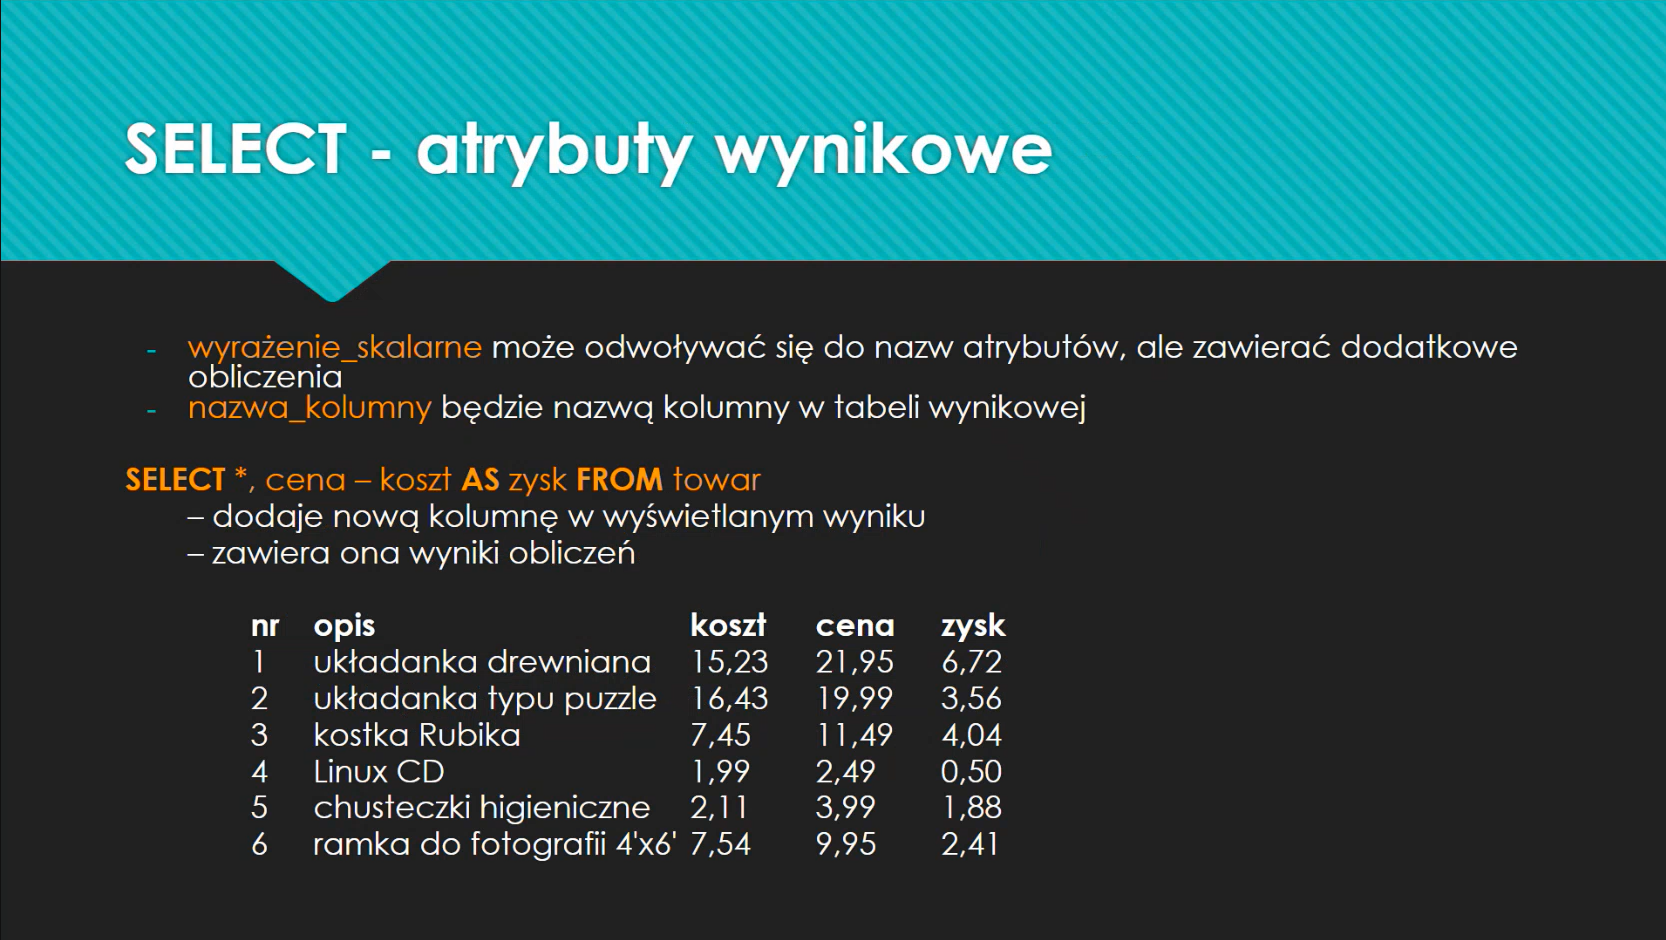 SELECT - atrybuty wynikowe
- wyrażenie_skalarne może odwoływać się do nazw atrybutów, ale zawierać dodatkowe
obliczenia
- nazwa_kolumny będzie nazwą kolumny w tabeli wynikowej
SELECT *, cena – koszt AS zysk FROM towar
– dodaje nową kolumnę w wyświetlanym wyniku
– zawiera ona wyniki obliczeń
nr opis koszt cena zysk
1 układanka drewniana 15,23 21,95 6,72
2 układanka typu puzzle 16,43 19,99 3,56
3 kostka Rubika 7,45 11,49 4,04
4 Linux CD 1,99 2,49 0,50
5 chusteczki higieniczne 2,11 3,99 1,88
6 ramka do fotografii 4'x6' 7,54 9,95 2,41